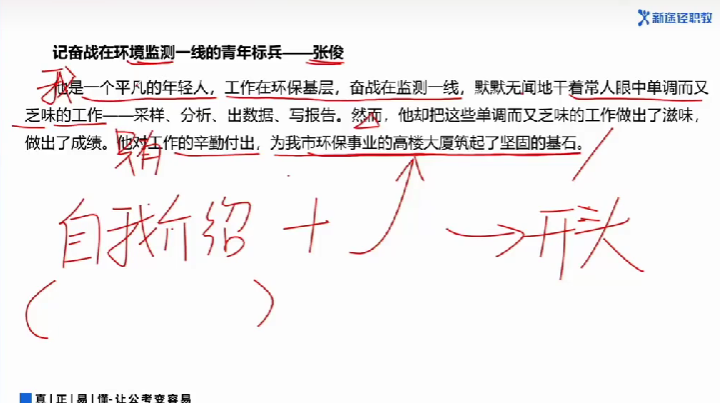 新途径职教
记奋战在环境监测一线的青年标兵——张俊
我
他是一个平凡的年轻人，工作在环保基层，奋战在监测一线，默默无闻地干着常人眼中单调而又
乏味的工作——采样、分析、出数据、写报告。然而，他却把这些单调而又乏味的工作做出了滋味，
做出了成绩。他对工作的辛勤付出，为我市环保事业的高楼大厦筑起了坚固的基石。
只有
自我介绍 + → 开头
( )
真|正|易|懂-让公考变容易